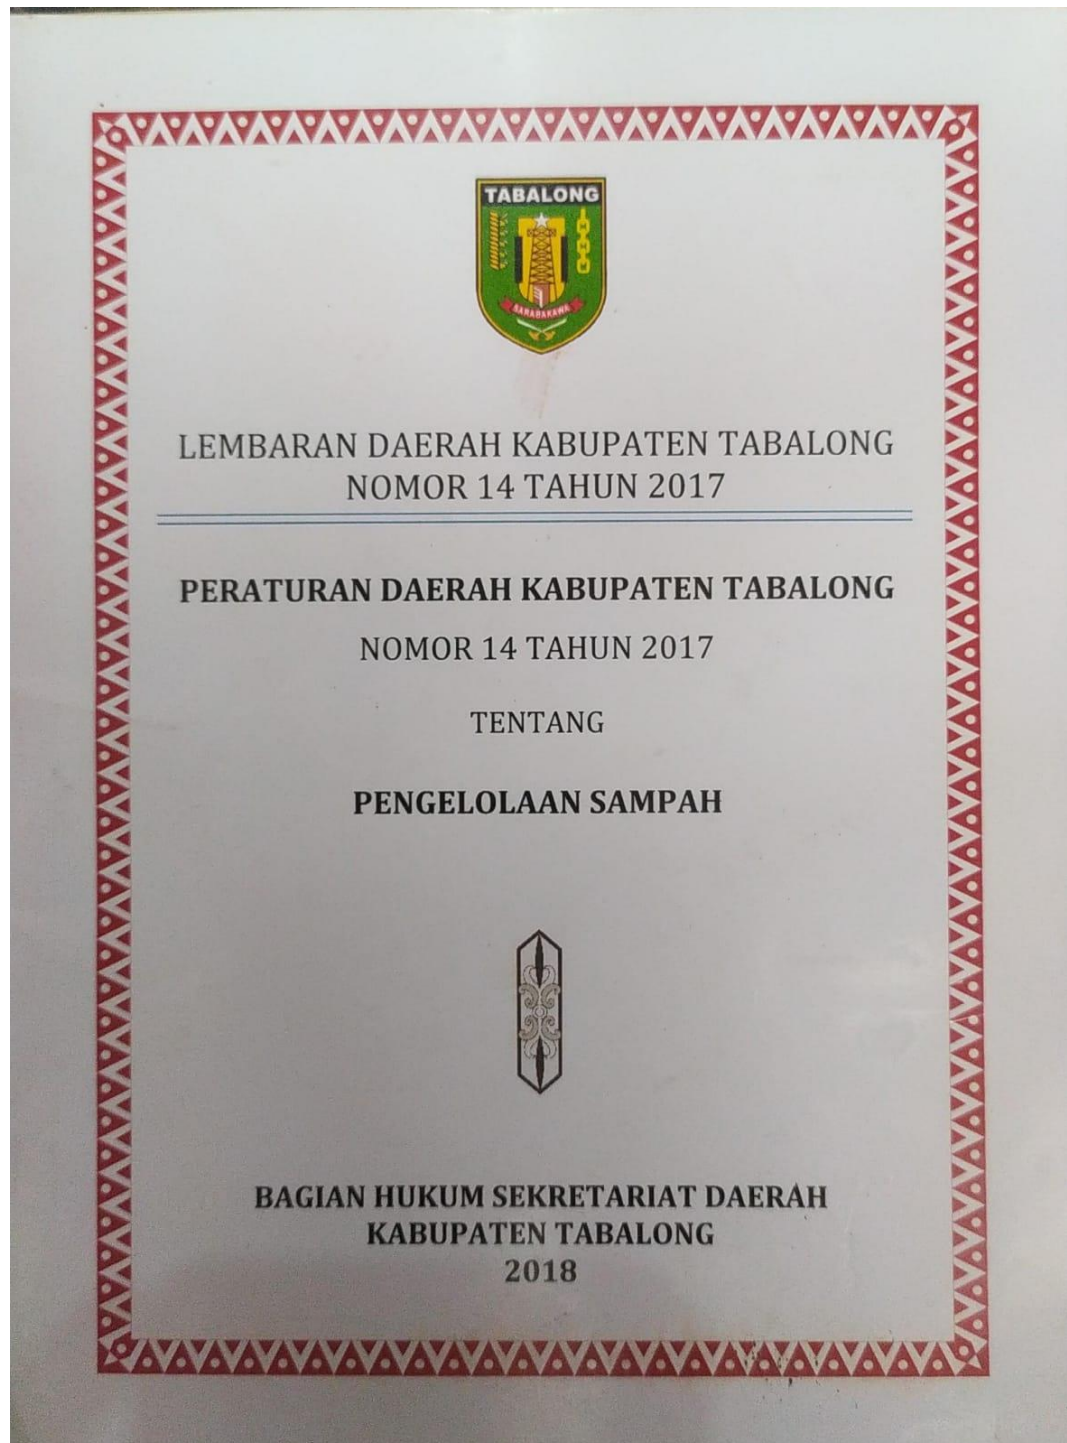 TABALONG
SARABAKAWA
LEMBARAN DAERAH KABUPATEN TABALONG
NOMOR 14 TAHUN 2017
PERATURAN DAERAH KABUPATEN TABALONG
NOMOR 14 TAHUN 2017
TENTANG
PENGELOLAAN SAMPAH
BAGIAN HUKUM SEKRETARIAT DAERAH
KABUPATEN TABALONG
2018